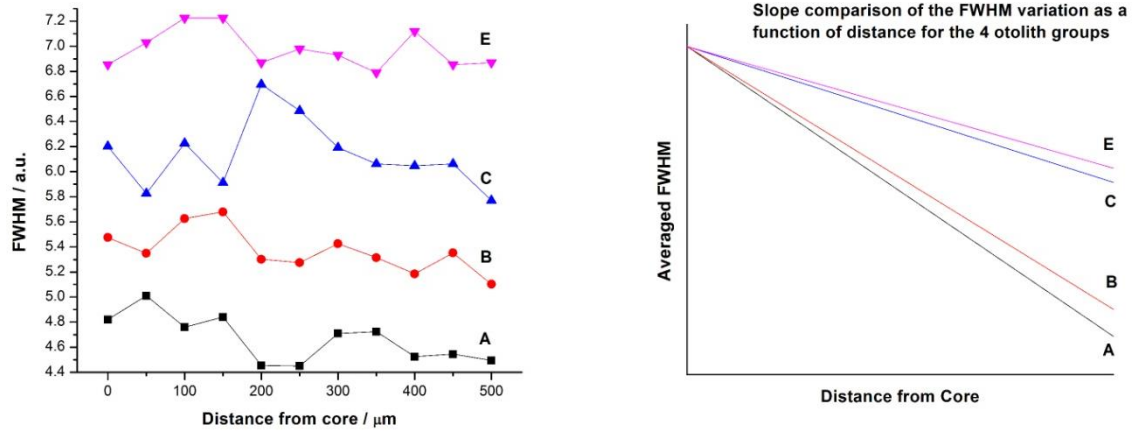 7.2
7.0
6.8
6.6
6.4
6.2
6.0
5.8
5.6
5.4
5.2
5.0
4.8
4.6
4.4
FWHM / a.u.
E
C
B
A
0
100
200
300
400
500
Distance from core / μm
Slope comparison of the FWHM variation as a
function of distance for the 4 otolith groups
Averaged FWHM
E
C
B
A
Distance from Core